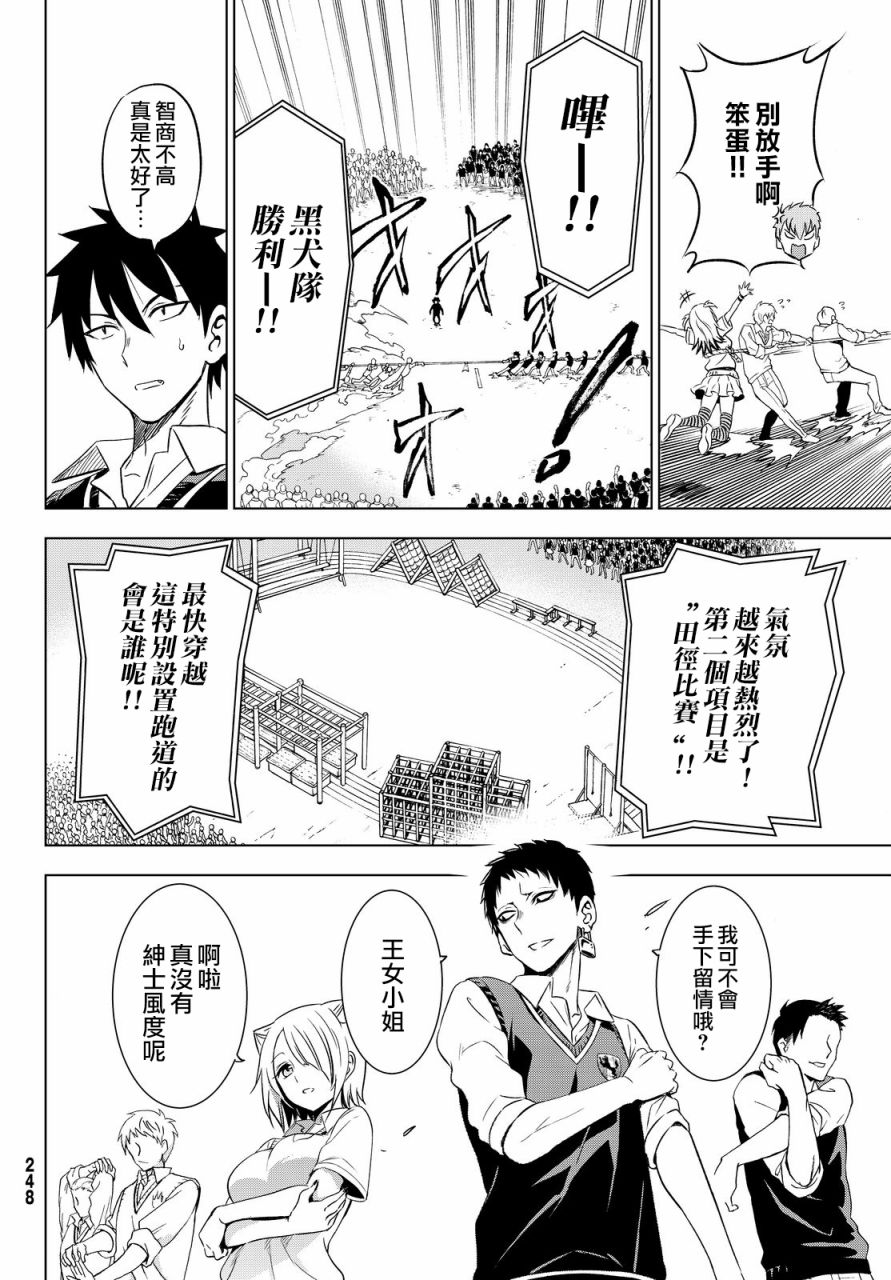 別放手啊
笨蛋!!
嗶ー!!
黑犬隊
勝利ー!!
智商不高
真是太好了…
氣氛
越來越熱烈了!
第二個項目是
”田徑比賽“!!
最快穿越
這特別設置跑道的
會是誰呢!!
我可不會
手下留情哦?
王女小姐
啊啦
真沒有
紳士風度呢
248